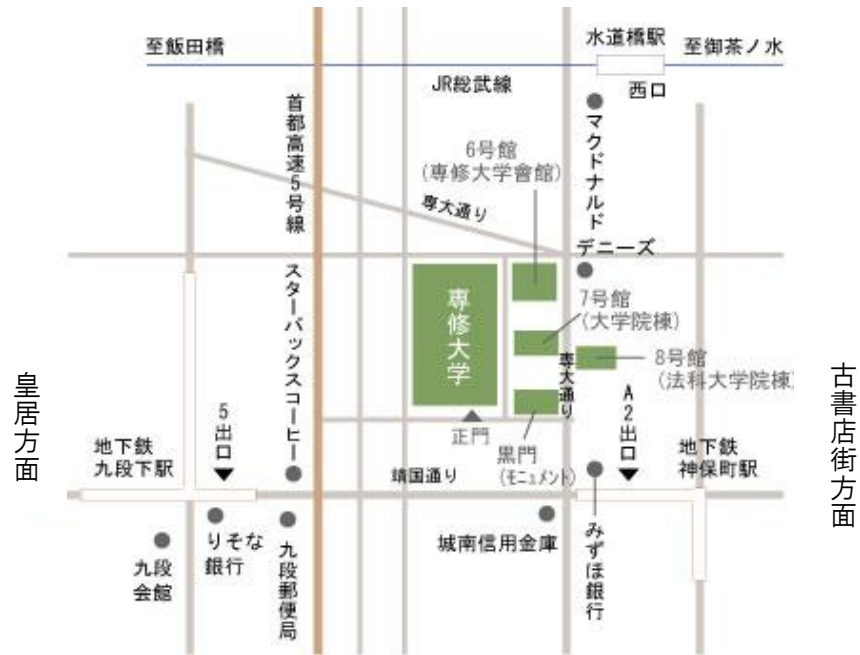 至飯田橋
水道橋駅
至御茶ノ水
JR総武線
西口
首都高速5号線
マクドナルド
6号館
(専修大学會館)
専大通り
デニーズ
スターバックスコーヒー
専修大学
7号館
(大学院棟)
8号館
(法科大学院棟)
専大通り
皇居方面
古書店街方面
5出口
A2出口
正門
黒門
(モニュメント)
地下鉄
九段下駅
地下鉄
神保町駅
靖国通り
九段
会館
りそな
銀行
九段郵便局
城南信用金庫
みずほ銀行